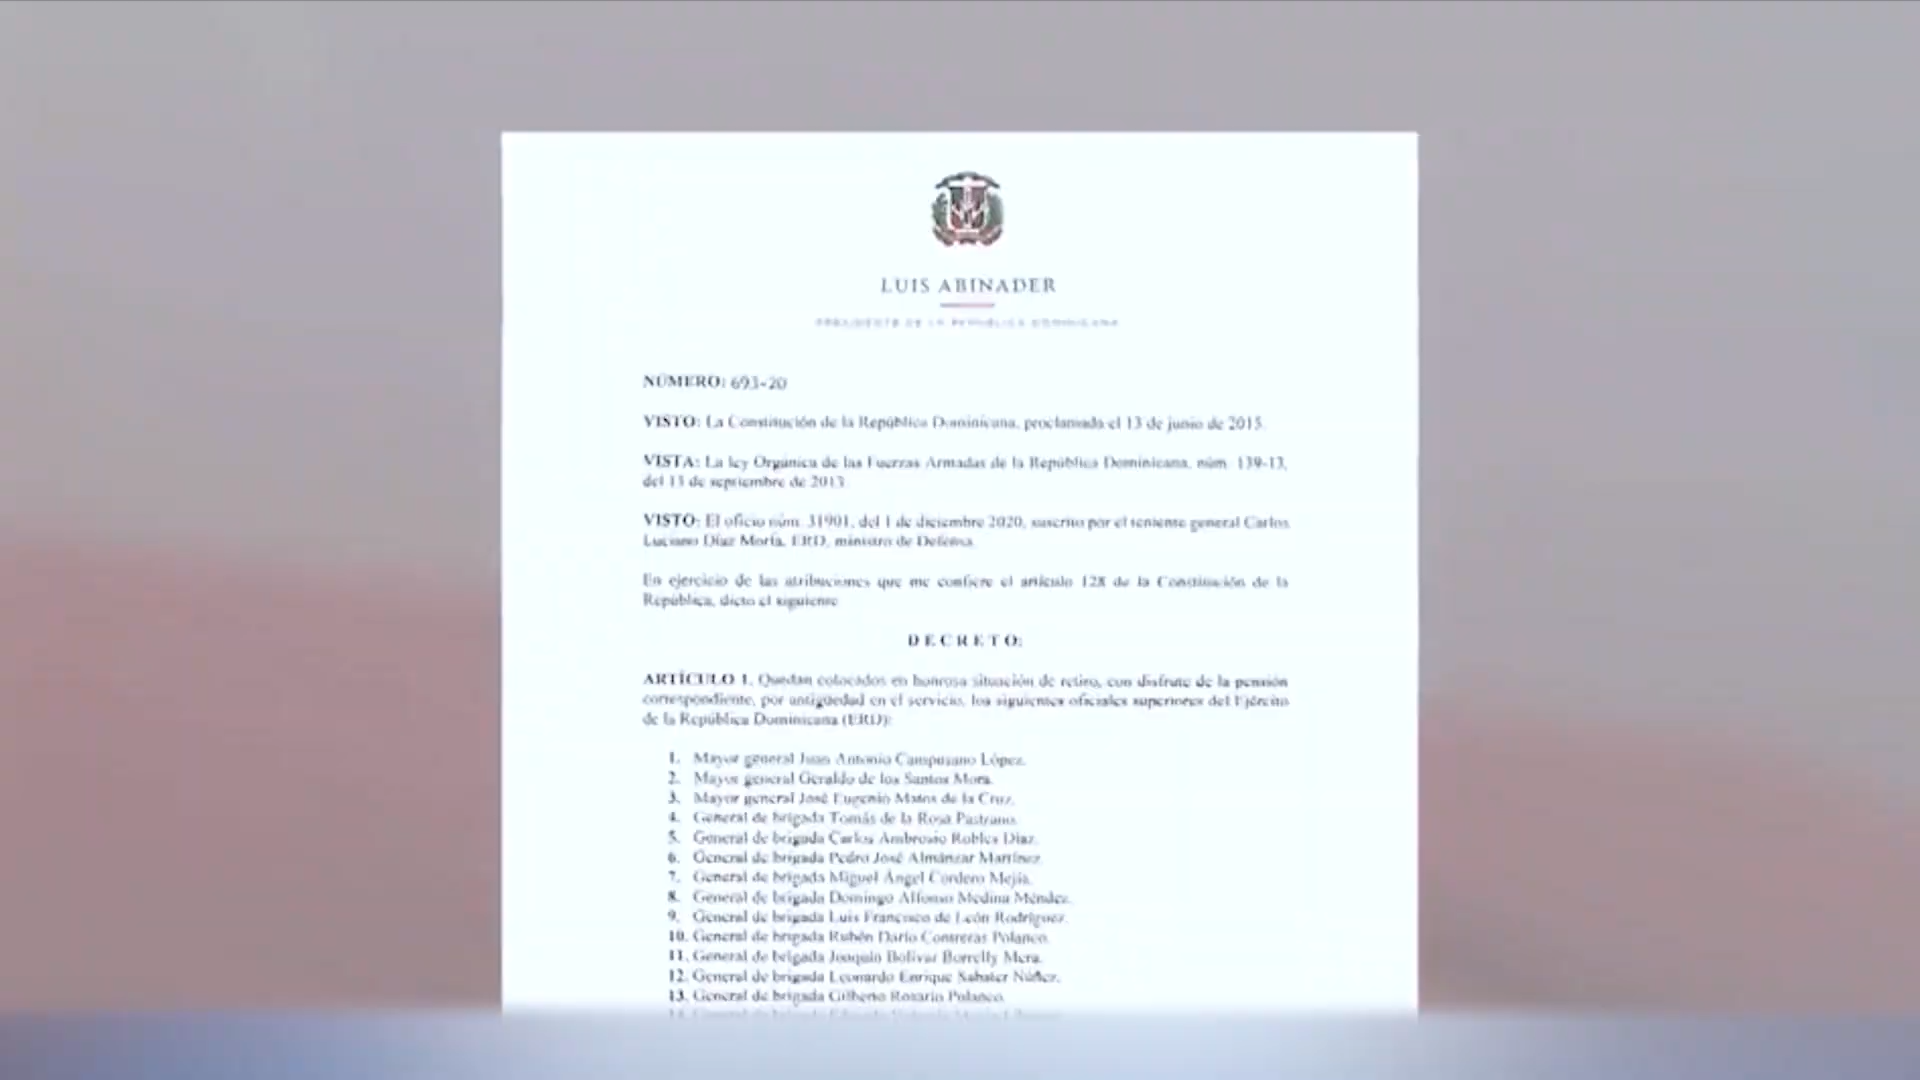 LUIS ABINADER
PRESIDENTE DE LA REPÚBLICA DOMINICANA
NÚMERO: 693-20
VISTO: La Constitución de la República Dominicana, proclamada el 13 de junio de 2015.
VISTA: La ley Orgánica de las Fuerzas Armadas de la República Dominicana, núm. 139-13,
del 13 de septiembre de 2013.
VISTO: El oficio núm. 31901, del 1 de diciembre 2020, suscrito por el teniente general Carlos
Luciano Díaz Morfa, ERD, ministro de Defensa.
En ejercicio de las atribuciones que me confiere el artículo 128 de la Constitución de la
República, dicto el siguiente
DECRETO:
ARTÍCULO 1. Quedan colocados en honrosa situación de retiro, con disfrute de la pensión
correspondiente, por antigüedad en el servicio, los siguientes oficiales superiores del Ejército
de la República Dominicana (ERD):
1. Mayor general Juan Antonio Campusano López.
2. Mayor general Geraldo de los Santos Mora.
3. Mayor general José Eugenio Matos de la Cruz.
4. General de brigada Tomás de la Rosa Pastrano.
5. General de brigada Carlos Ambrosio Robles Díaz.
6. General de brigada Pedro José Almánzar Martínez.
7. General de brigada Miguel Ángel Cordero Mejía.
8. General de brigada Domingo Alfonso Medina Méndez.
9. General de brigada Luis Francisco de León Rodríguez.
10. General de brigada Rubén Darío Contreras Polanco.
11. General de brigada Joaquín Bolívar Borrelly Mera.
12. General de brigada Leonardo Enrique Sabater Núñez.
13. General de brigada Gilberto Rosario Polanco.